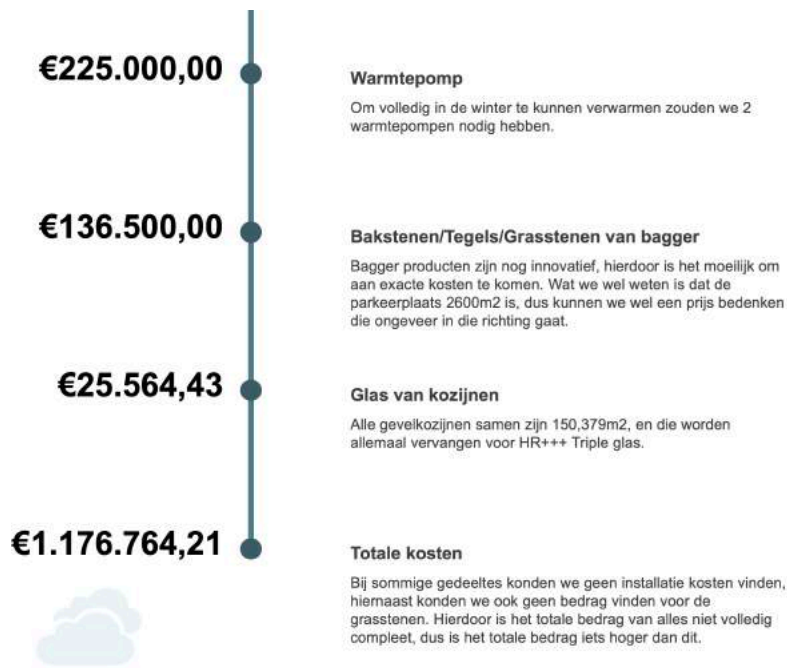 €225.000,00
Warmtepomp
Om volledig in de winter te kunnen verwarmen zouden we 2
warmtepompen nodig hebben.
€136.500,00
Bakstenen/Tegels/Grasstenen van bagger
Bagger producten zijn nog innovatief, hierdoor is het moeilijk om
aan exacte kosten te komen. Wat we wel weten is dat de
parkeerplaats 2600m2 is, dus kunnen we wel een prijs bedenken
die ongeveer in die richting gaat.
€25.564,43
Glas van kozijnen
Alle gevelkozijnen samen zijn 150,379m2, en die worden
allemaal vervangen voor HR+++ Triple glas.
€1.176.764,21
Totale kosten
Bij sommige gedeeltes konden we geen installatie kosten vinden,
hiernaast konden we ook geen bedrag vinden voor de
grasstenen. Hierdoor is het totale bedrag van alles niet volledig
compleet, dus is het totale bedrag iets hoger dan dit.